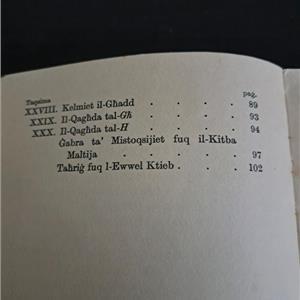 Taqsima paġ.
XXVIII. Kelmiet il-Għadd . . . . 89
XXIX. Il-Qagħda tal-Għ . . . . 93
XXX. Il-Qagħda tal-H . . . . 94
Ġabra ta' Mistoqsijiet fuq il-Kitba
Maltija . . . . . 97
Taħriġ fuq l-Ewwel Ktieb . . . 102